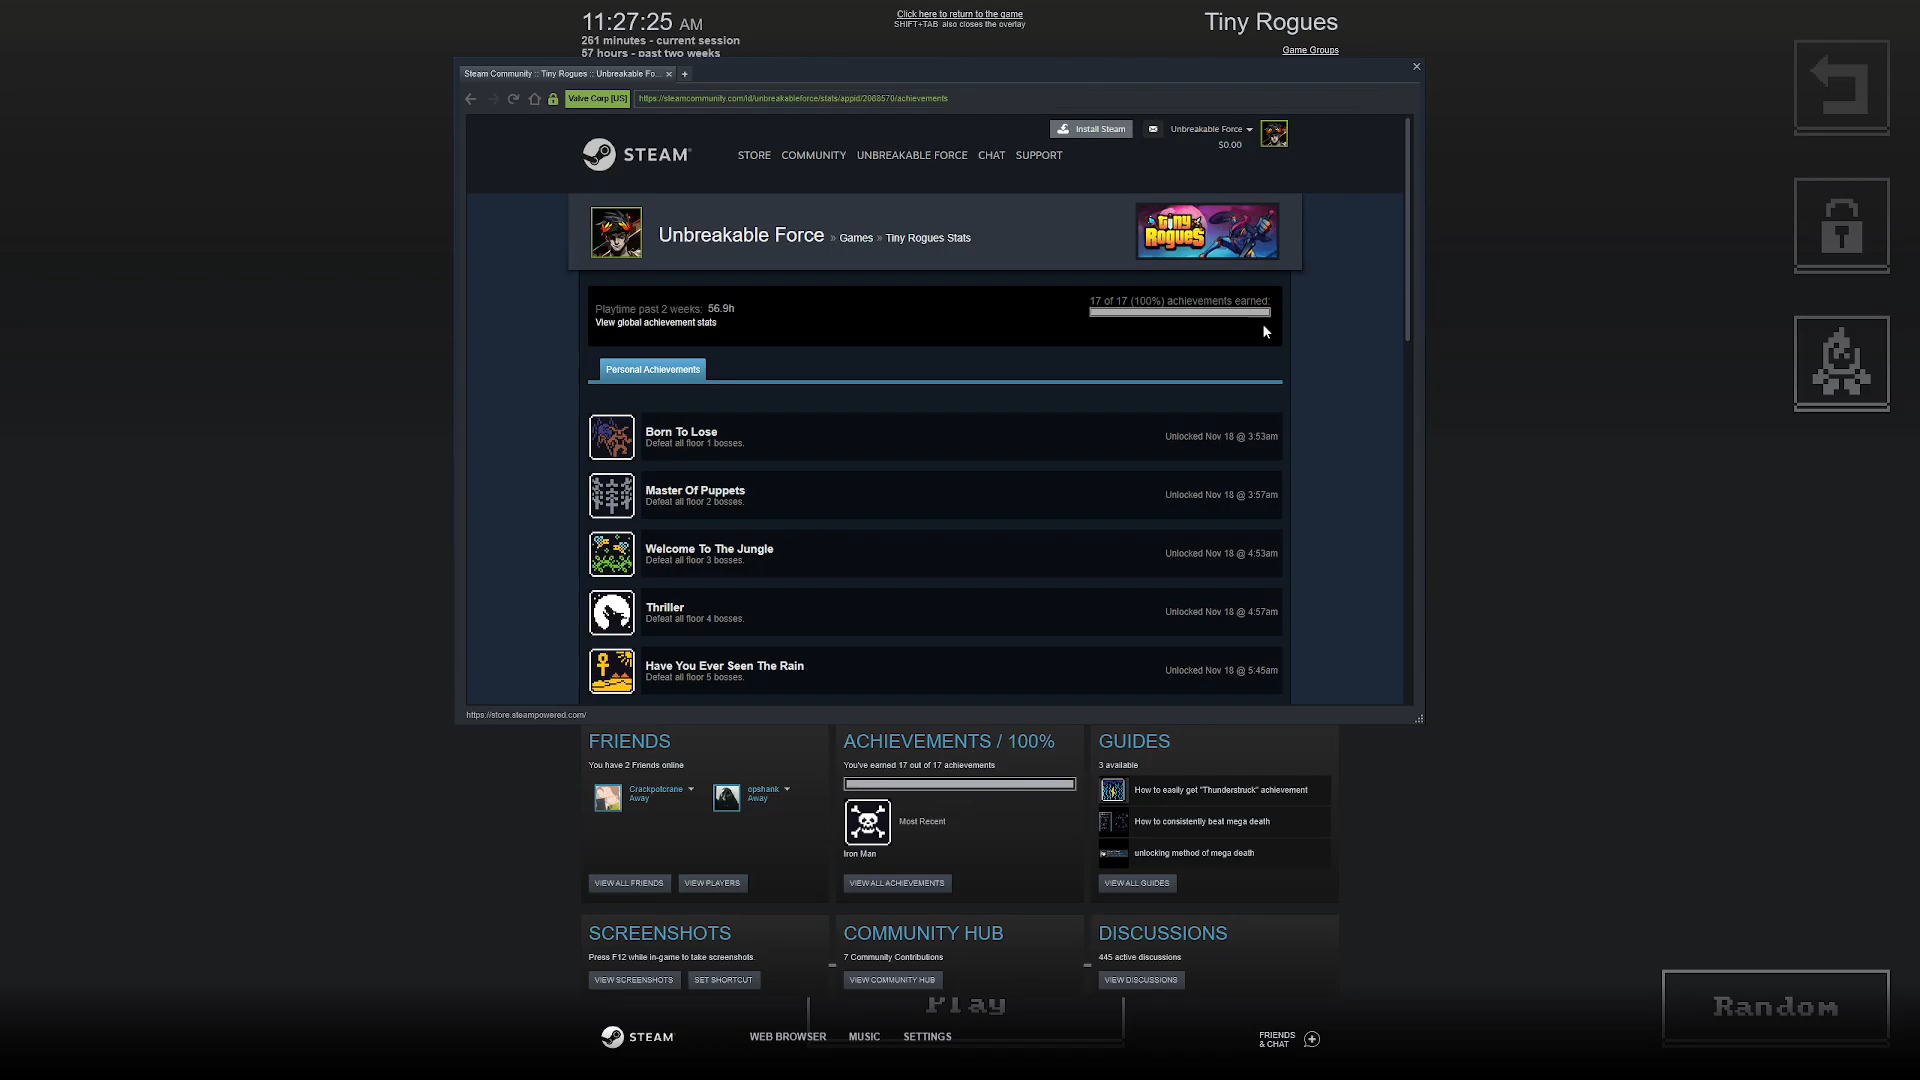 11:27:25 AM
261 minutes - current session
57 hours - past two weeks
Click here to return to the game
SHIFT+TAB also closes the overlay
Tiny Rogues
Game Groups
Steam Community :: Tiny Rogues :: Unbreakable Fo...
Valve Corp [US]
https://steamcommunity.com/id/unbreakableforce/stats/appid/2088570/achievements
Install Steam
Unbreakable Force
$0.00
STEAM
STORE COMMUNITY UNBREAKABLE FORCE CHAT SUPPORT
Unbreakable Force » Games » Tiny Rogues Stats
Tiny Rogues
Playtime past 2 weeks: 56.9h
View global achievement stats
17 of 17 (100%) achievements earned:
Personal Achievements
Born To Lose
Defeat all floor 1 bosses.
Unlocked Nov 18 @ 3:53am
Master Of Puppets
Defeat all floor 2 bosses.
Unlocked Nov 18 @ 3:57am
Welcome To The Jungle
Defeat all floor 3 bosses.
Unlocked Nov 18 @ 4:53am
Thriller
Defeat all floor 4 bosses.
Unlocked Nov 18 @ 4:57am
Have You Ever Seen The Rain
Defeat all floor 5 bosses.
Unlocked Nov 18 @ 5:45am
https://store.steampowered.com/
FRIENDS
You have 2 Friends online
Crackpotcrane
Away
opshank
Away
VIEW ALL FRIENDS
VIEW PLAYERS
ACHIEVEMENTS / 100%
You've earned 17 out of 17 achievements
Most Recent
Iron Man
VIEW ALL ACHIEVEMENTS
GUIDES
3 available
How to easily get "Thunderstruck" achievement
How to consistently beat mega death
unlocking method of mega death
VIEW ALL GUIDES
SCREENSHOTS
Press F12 while in-game to take screenshots.
VIEW SCREENSHOTS
SET SHORTCUT
COMMUNITY HUB
7 Community Contributions
VIEW COMMUNITY HUB
DISCUSSIONS
445 active discussions
VIEW DISCUSSIONS
Play
Random
STEAM
WEB BROWSER
MUSIC
SETTINGS
FRIENDS
& CHAT